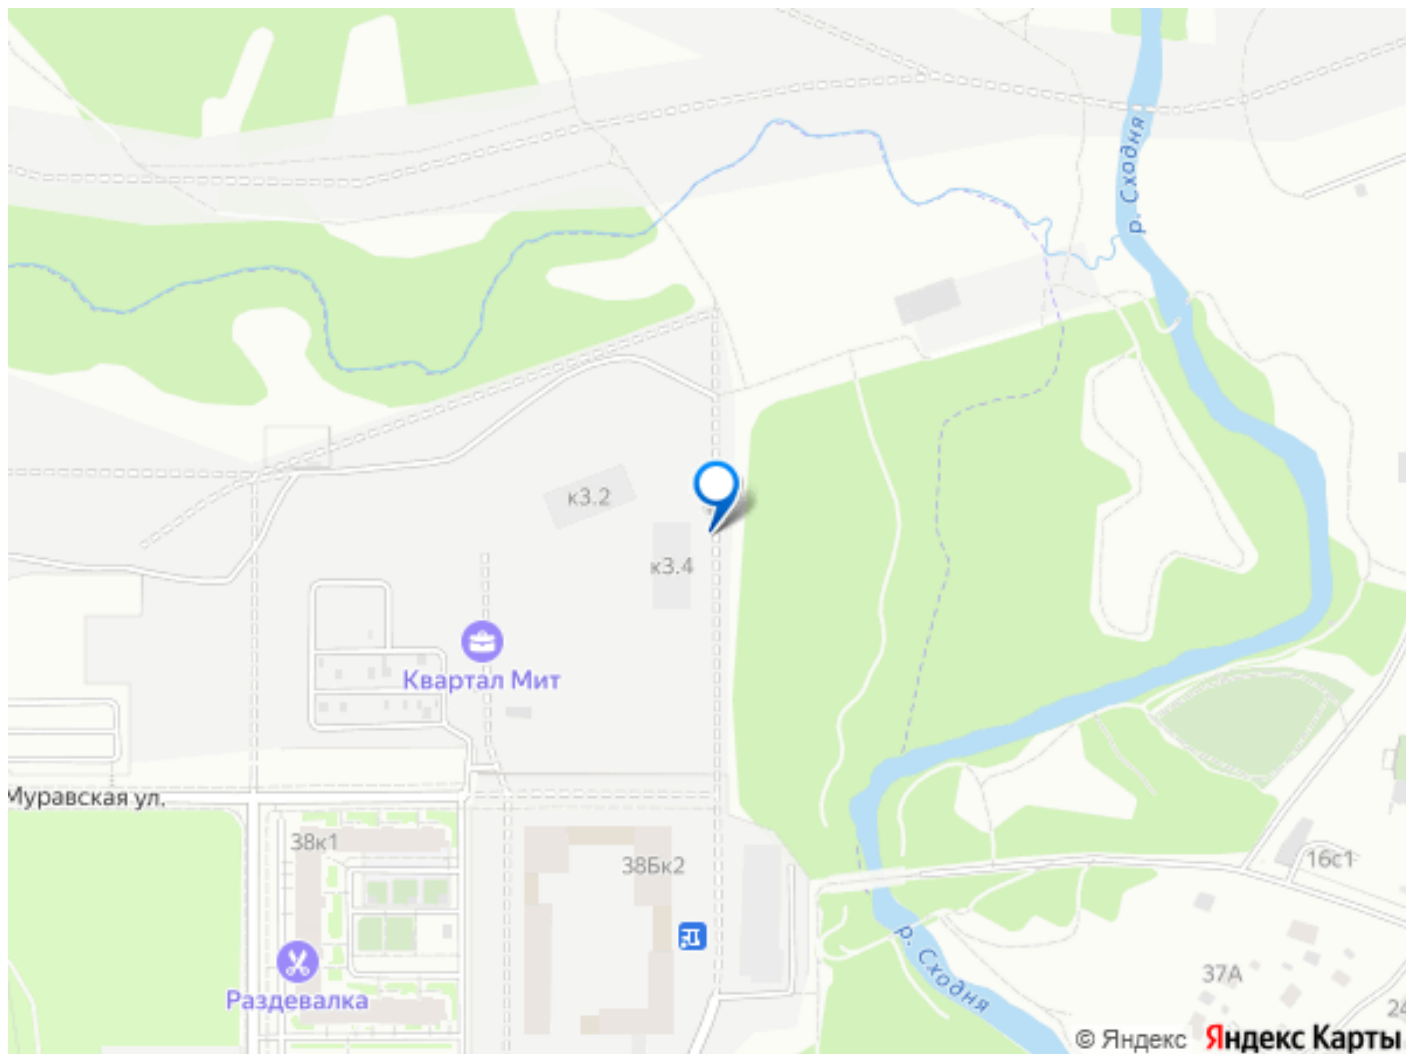 р. Сходня
к3.2
к3.4
Квартал Мит
Муравская ул.
38к1
38Бк2
16с1
Раздевалка
р. Сходня
37А
24
© Яндекс Яндекс Карты